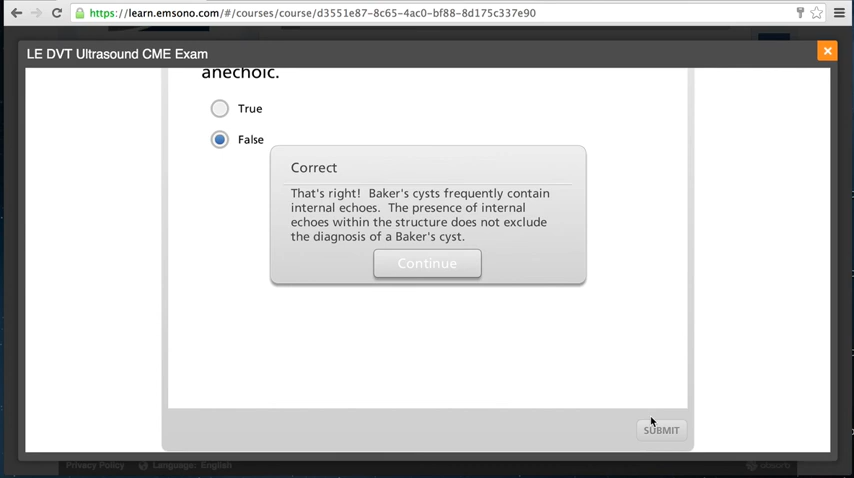 https://learn.emsono.com/#/courses/course/d3551e87-8c65-4ac0-bf88-8d175c337e90
LE DVT Ultrasound CME Exam
anechoic.
True
False
Correct
That's right! Baker's cysts frequently contain
internal echoes. The presence of internal
echoes within the structure does not exclude
the diagnosis of a Baker's cyst.
Continue
SUBMIT
Privacy Policy Language: English absorb